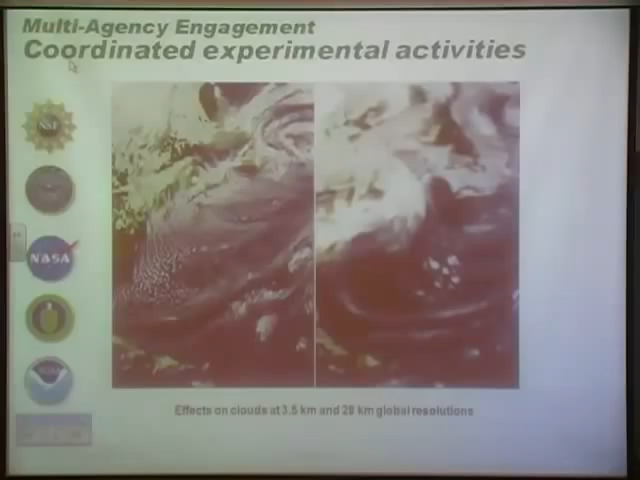 Multi-Agency Engagement
Coordinated experimental activities
NSF
NASA
Effects on clouds at 3.5 km and 28 km global resolutions